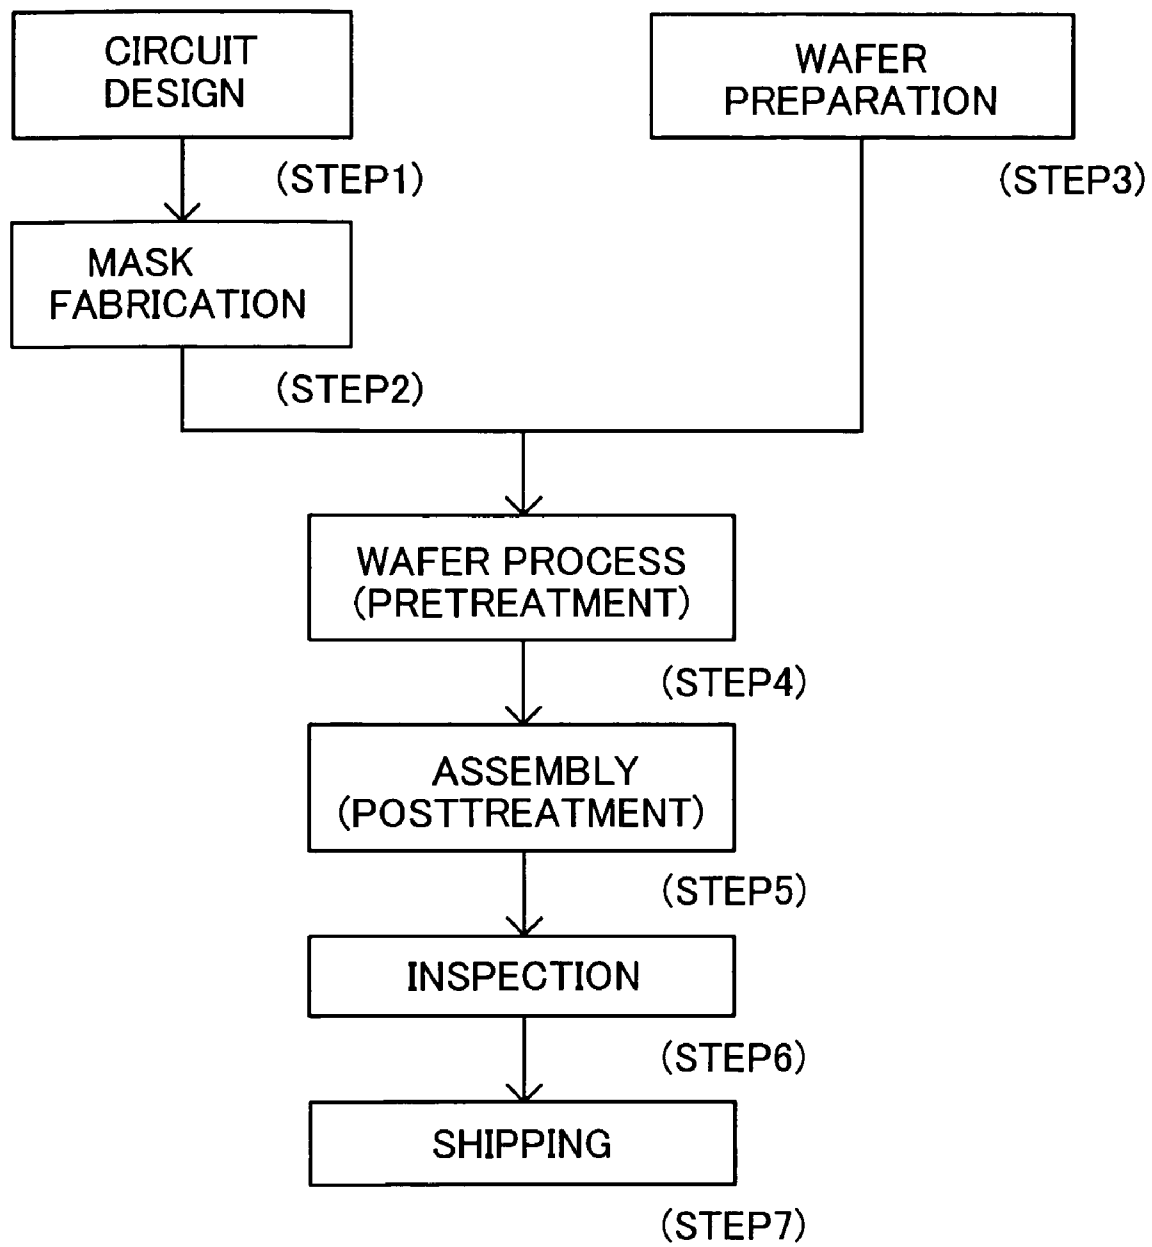 CIRCUIT
DESIGN
(STEP1)
WAFER
PREPARATION
(STEP3)
MASK
FABRICATION
(STEP2)
WAFER PROCESS
(PRETREATMENT)
(STEP4)
ASSEMBLY
(POSTTREATMENT)
(STEP5)
INSPECTION
(STEP6)
SHIPPING
(STEP7)